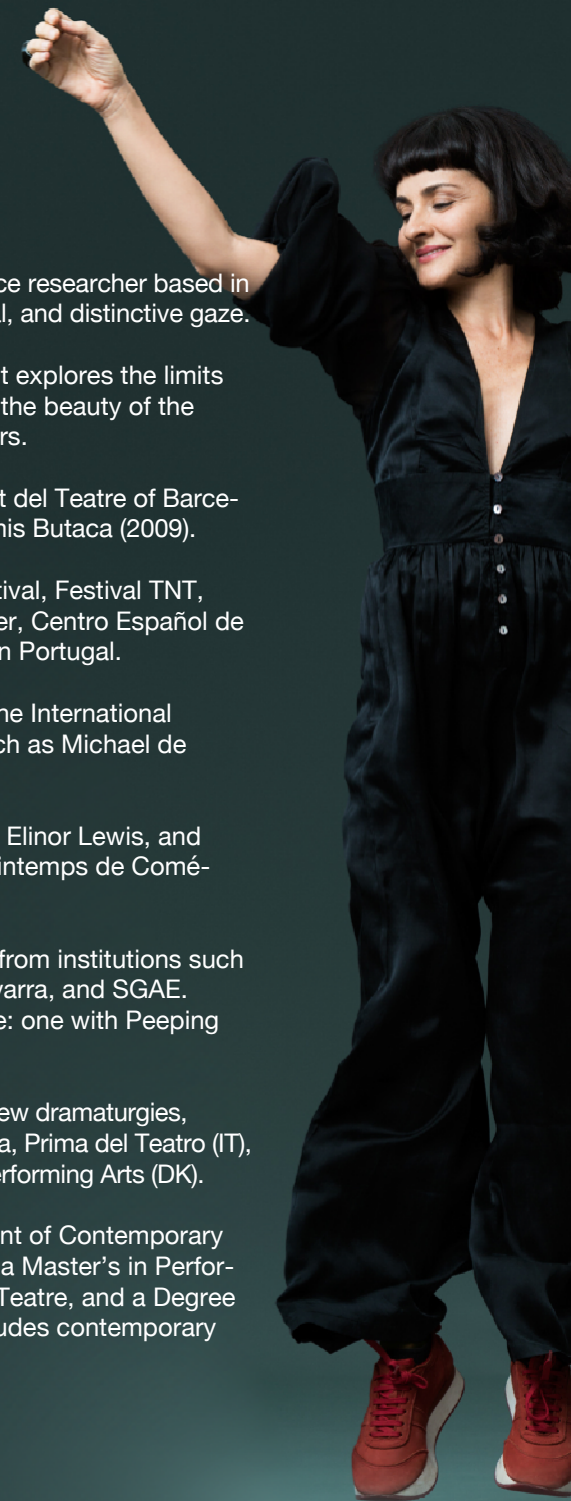 ce researcher based in
l, and distinctive gaze.
t explores the limits
the beauty of the
rs.
t del Teatre of Barce-
nis Butaca (2009).
tival, Festival TNT,
er, Centro Español de
n Portugal.
ne International
ch as Michael de
Elinor Lewis, and
intemps de Comé-
from institutions such
varra, and SGAE.
e: one with Peeping
ew dramaturgies,
a, Prima del Teatro (IT),
erforming Arts (DK).
nt of Contemporary
a Master's in Perfor-
Teatre, and a Degree
udes contemporary